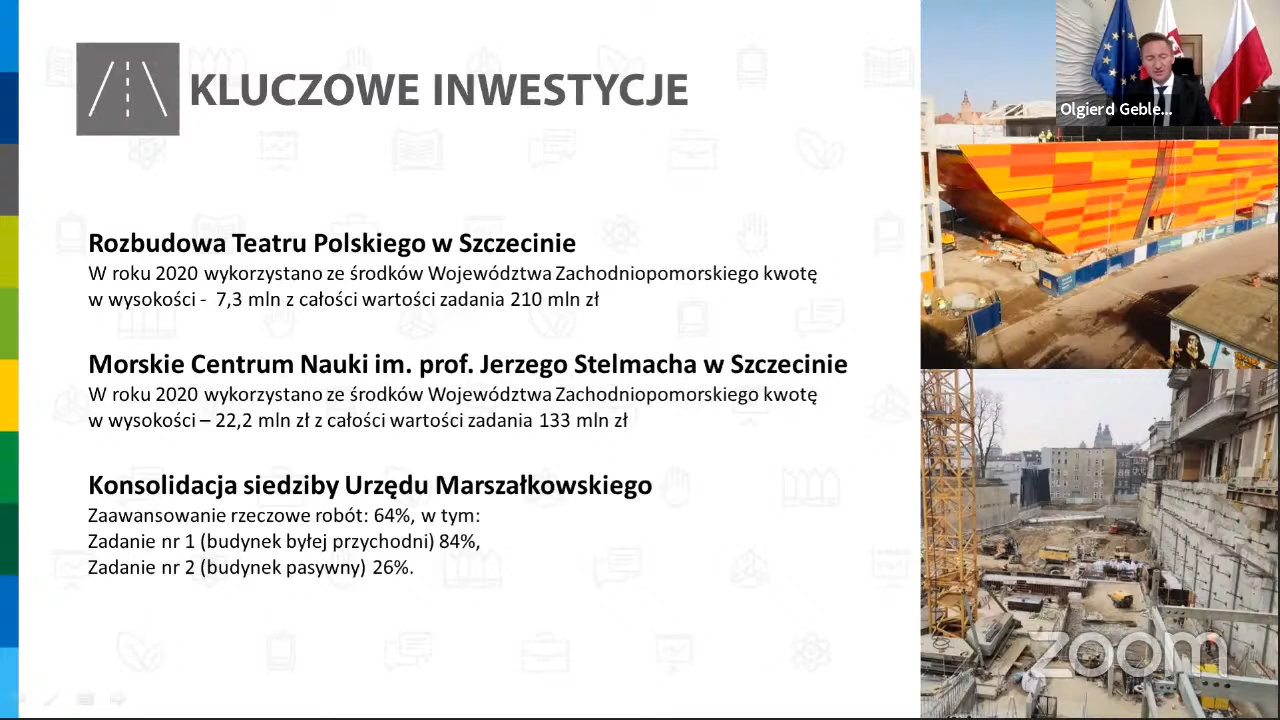 KLUCZOWE INWESTYCJE
Olgierd Geble...
Rozbudowa Teatru Polskiego w Szczecinie
W roku 2020 wykorzystano ze środków Województwa Zachodniopomorskiego kwotę
w wysokości - 7,3 mln z całości wartości zadania 210 mln zł
Morskie Centrum Nauki im. prof. Jerzego Stelmacha w Szczecinie
W roku 2020 wykorzystano ze środków Województwa Zachodniopomorskiego kwotę
w wysokości – 22,2 mln zł z całości wartości zadania 133 mln zł
Konsolidacja siedziby Urzędu Marszałkowskiego
Zaawansowanie rzeczowe robót: 64%, w tym:
Zadanie nr 1 (budynek byłej przychodni) 84%,
Zadanie nr 2 (budynek pasywny) 26%.
zoom